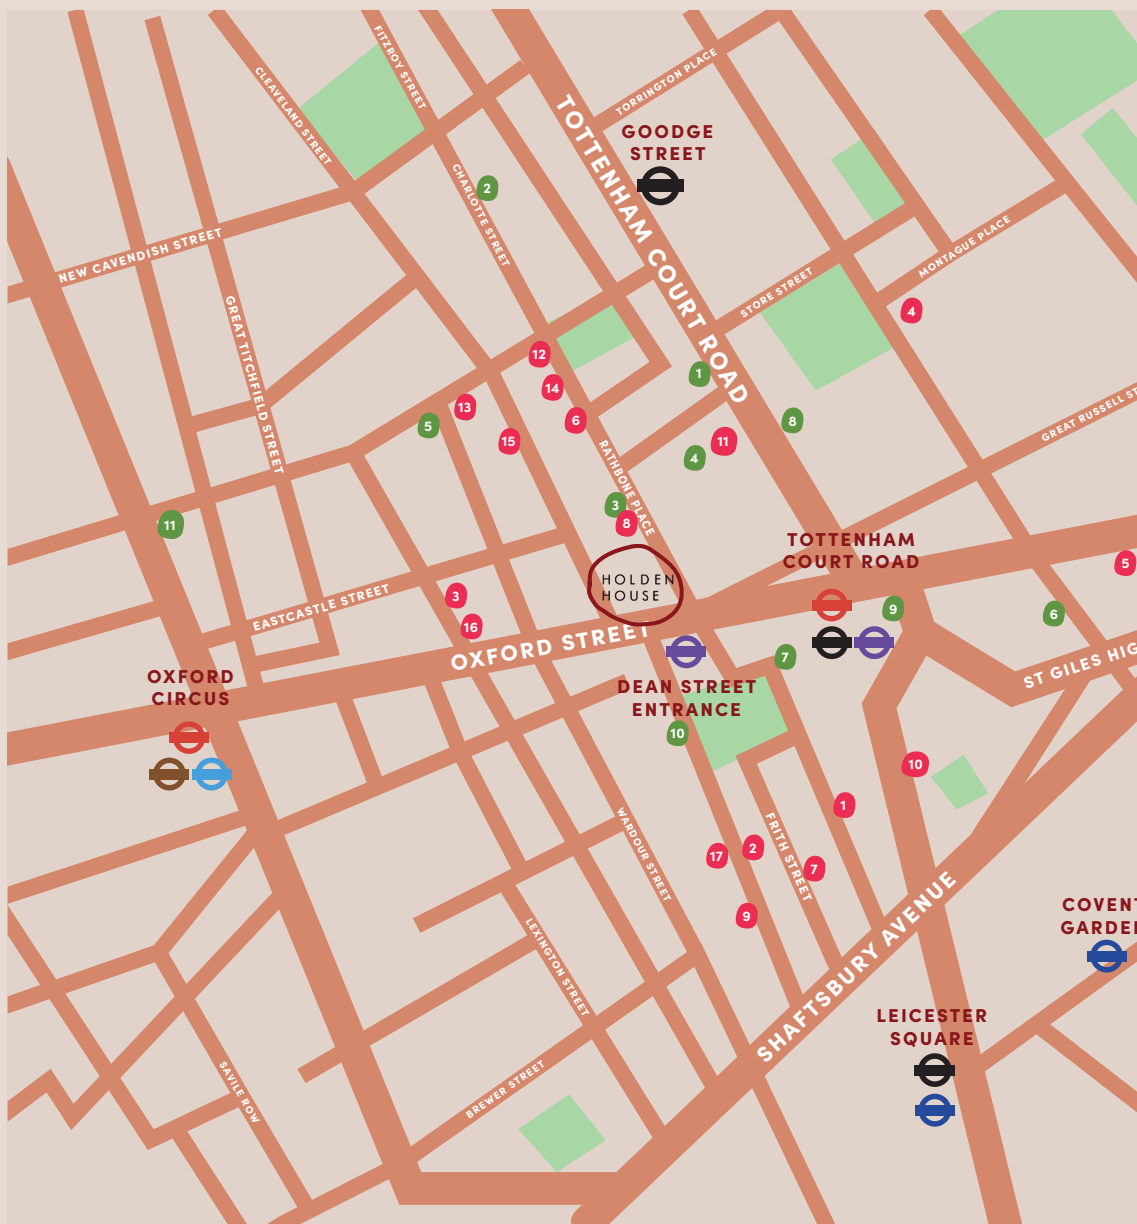 FITZROY STREET
CLEAVELAND STREET
TORRINGTON PLACE
TOTTENHAM COURT ROAD
GOODGE
STREET
2
CHARLOTTE STREET
NEW CAVENDISH STREET
MONTAGUE PLACE
STORE STREET
GREAT TITCHFIELD STREET
4
12
1
14
13
6
8
5
15
11
4
GREAT RUSSELL ST
RATHBONE PLACE
3
8
11
TOTTENHAM
COURT ROAD
5
HOLDEN
HOUSE
3
EASTCASTLE STREET
9
6
16
OXFORD STREET
7
ST GILES HIG
OXFORD
CIRCUS
DEAN STREET
ENTRANCE
10
10
1
WARDOUR STREET
FRITH STREET
17
2
7
9
SHAFTSBURY AVENUE
COVENT
GARDEN
LEXINGTON STREET
LEICESTER
SQUARE
SAVILE ROW
BREWER STREET